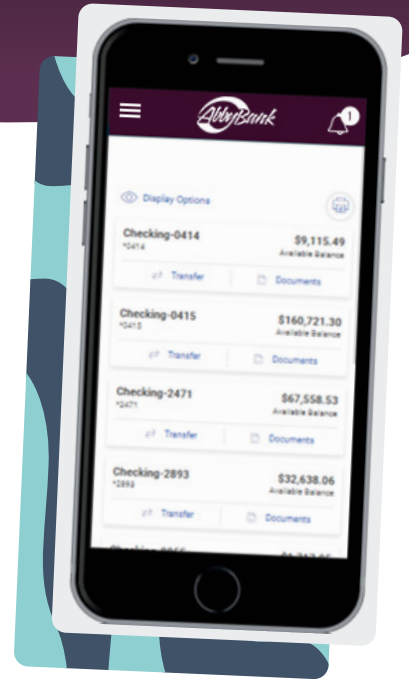 AbbyBank
1
Display Options
Checking-0414
$9,115.49
*0414
Available Balance
Transfer
Documents
Checking-0415
$160,721.30
*0415
Available Balance
Transfer
Documents
Checking-2471
$67,558.53
*2471
Available Balance
Transfer
Documents
Checking-2893
$32,638.06
*2893
Available Balance
Transfer
Documents